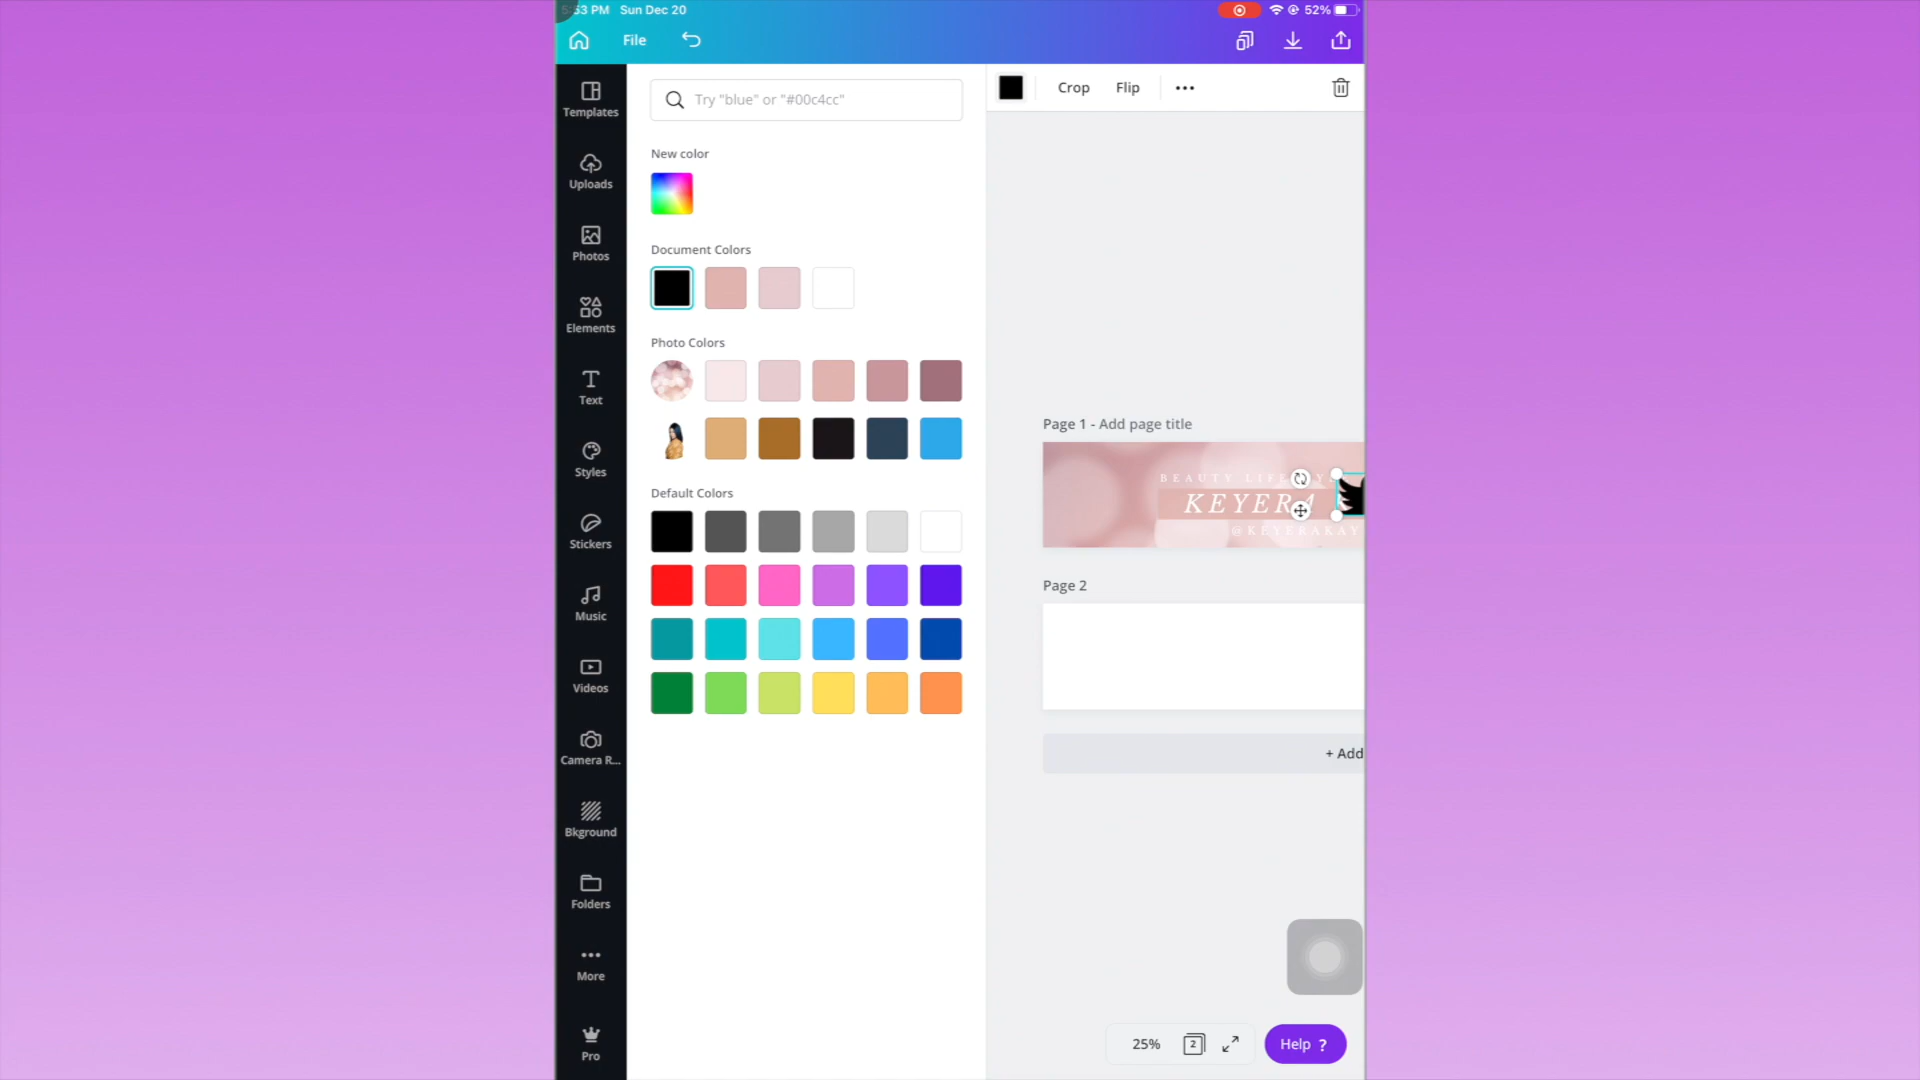 :53 PM Sun Dec 20
52%
File
Templates
Uploads
Photos
Elements
Text
Styles
Stickers
Music
Videos
Camera R...
Bkground
Folders
More
Pro
Try "blue" or "#00c4cc"
New color
Document Colors
Photo Colors
Default Colors
Crop Flip
Page 1 - Add page title
KEYERA
@KEYERAKAY
Page 2
+ Add
25% 2
Help ?